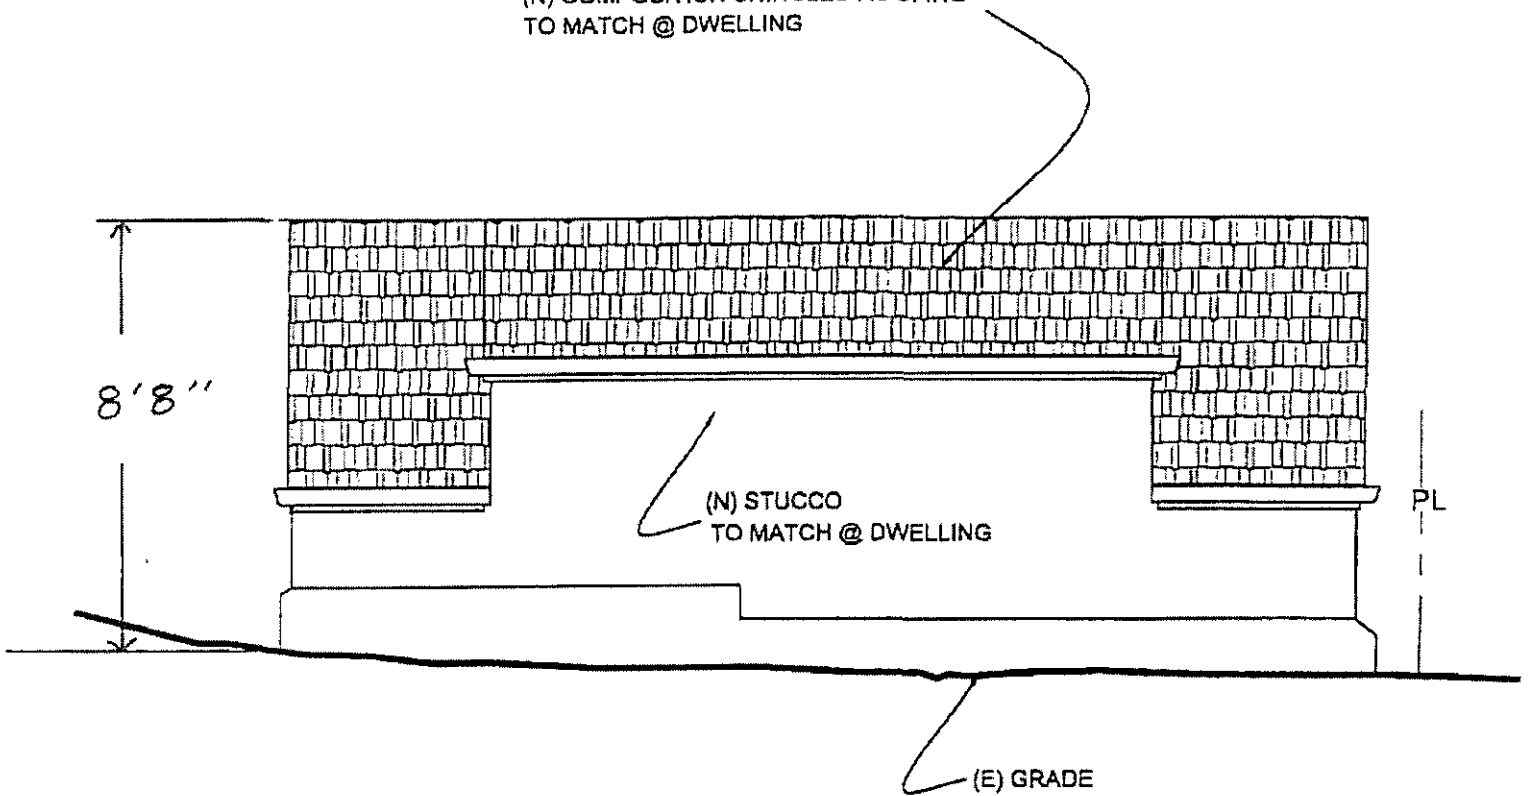 TO MATCH @ DWELLING
8'8"
(N) STUCCO
TO MATCH @ DWELLING
PL
(E) GRADE